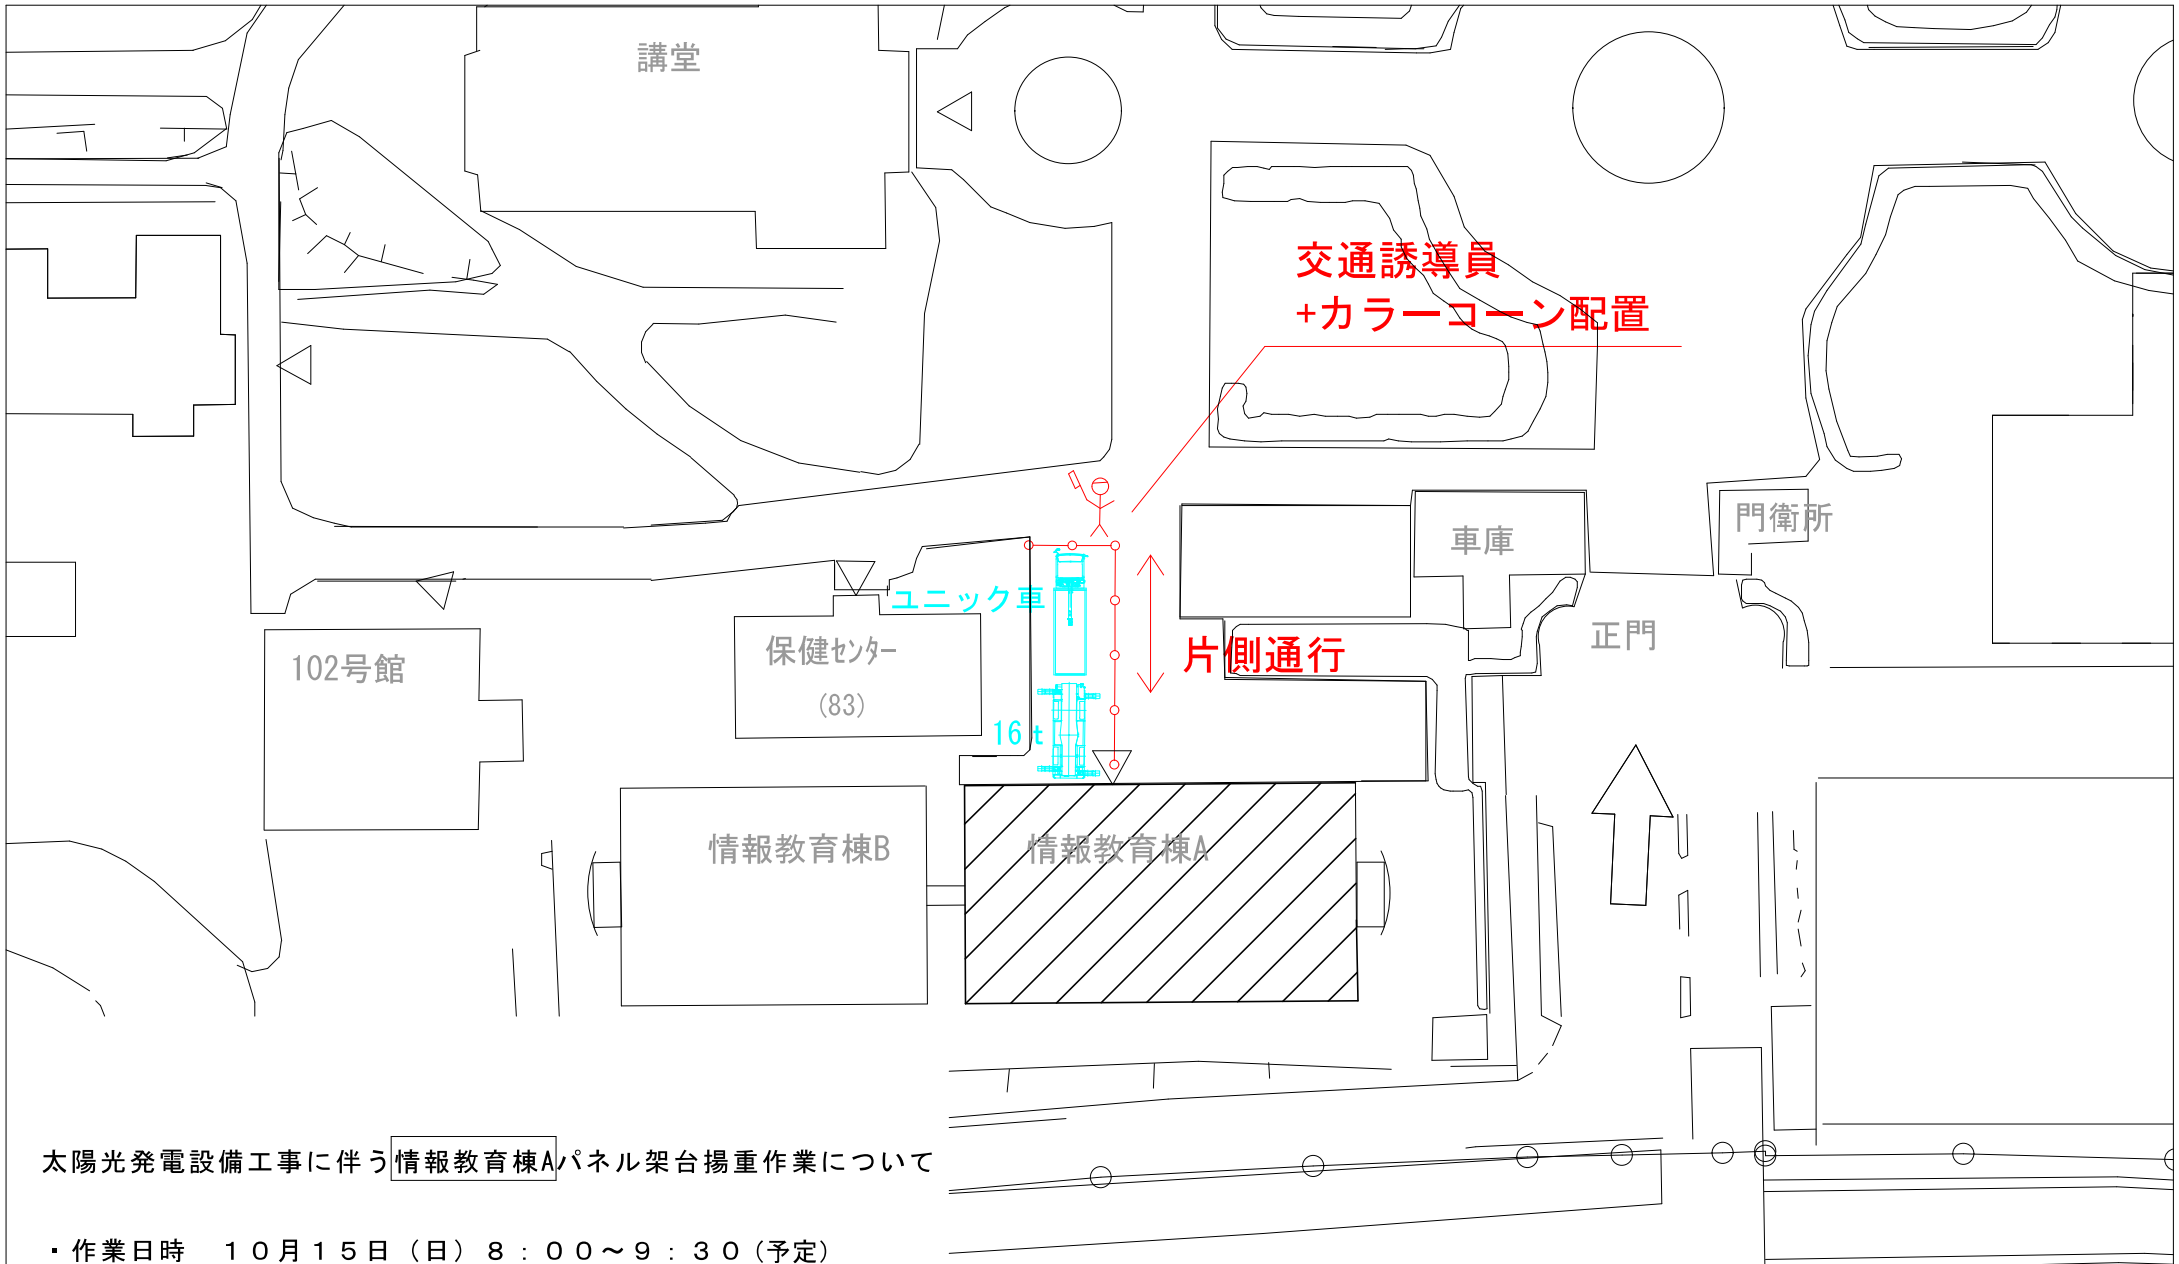 講堂
交通誘導員
+カラーコーン配置
車庫
門衛所
ユニック車
正門
片側通行
保健センター
(83)
102号館
16t
情報教育棟B
情報教育棟A
太陽光発電設備工事に伴う情報教育棟Aパネル架台揚重作業について
・作業日時　１０月１５日（日）８：００～９：３０(予定)